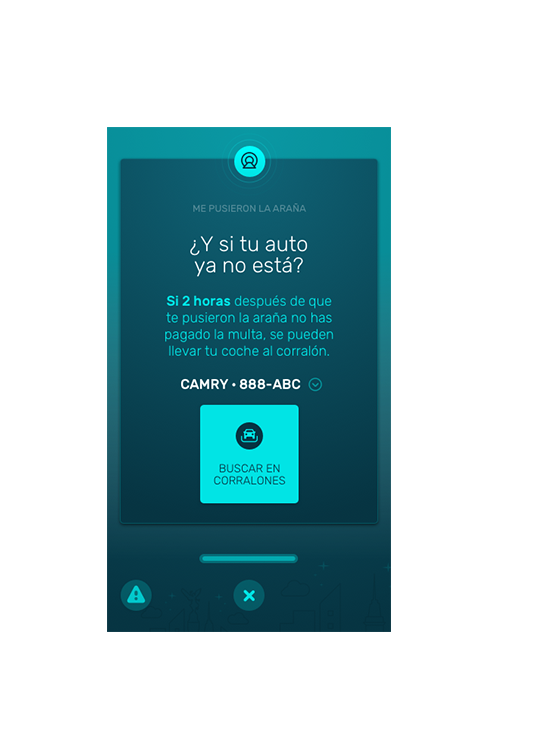 ME PUSIERON LA ARAÑA
¿Y si tu auto
ya no está?
Si 2 horas después de que
te pusieron la araña no has
pagado la multa, se pueden
llevar tu coche al corralón.
CAMRY • 888-ABC
BUSCAR EN
CORRALONES